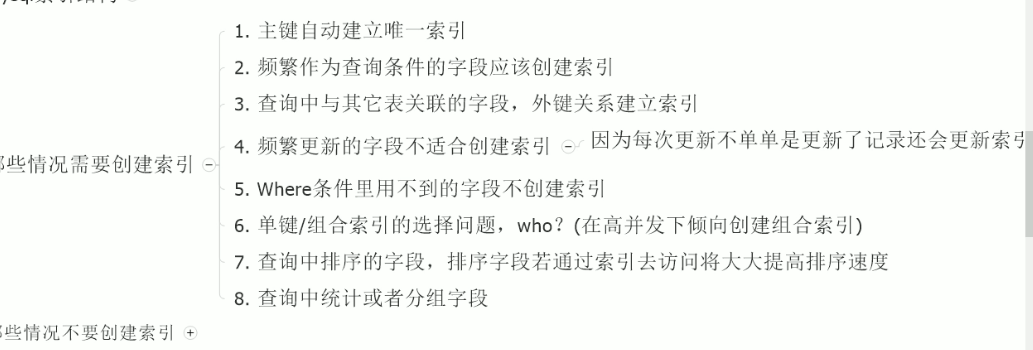 1. 主键自动建立唯一索引
2. 频繁作为查询条件的字段应该创建索引
3. 查询中与其它表关联的字段，外键关系建立索引
4. 频繁更新的字段不适合创建索引
因为每次更新不单单是更新了记录还会更新索引
些情况需要创建索引
5. Where条件里用不到的字段不创建索引
6. 单键/组合索引的选择问题，who？(在高并发下倾向创建组合索引)
7. 查询中排序的字段，排序字段若通过索引去访问将大大提高排序速度
8. 查询中统计或者分组字段
些情况不要创建索引